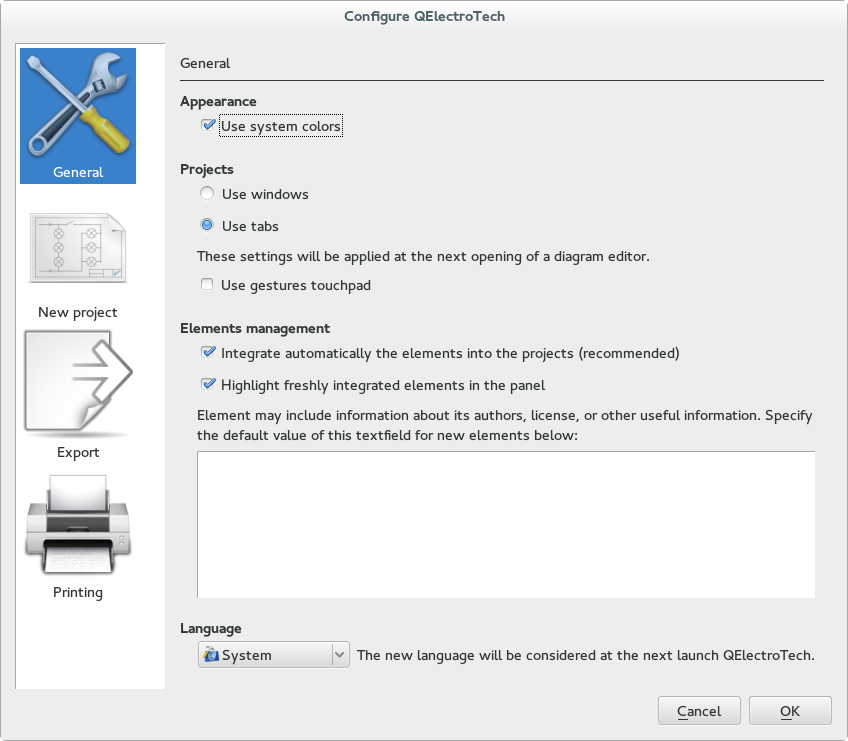 Configure QElectroTech
General
New project
Export
Printing
General
Appearance
Use system colors
Projects
Use windows
Use tabs
These settings will be applied at the next opening of a diagram editor.
Use gestures touchpad
Elements management
Integrate automatically the elements into the projects (recommended)
Highlight freshly integrated elements in the panel
Element may include information about its authors, license, or other useful information. Specify
the default value of this textfield for new elements below:
Language
System The new language will be considered at the next launch QElectroTech.
Cancel OK